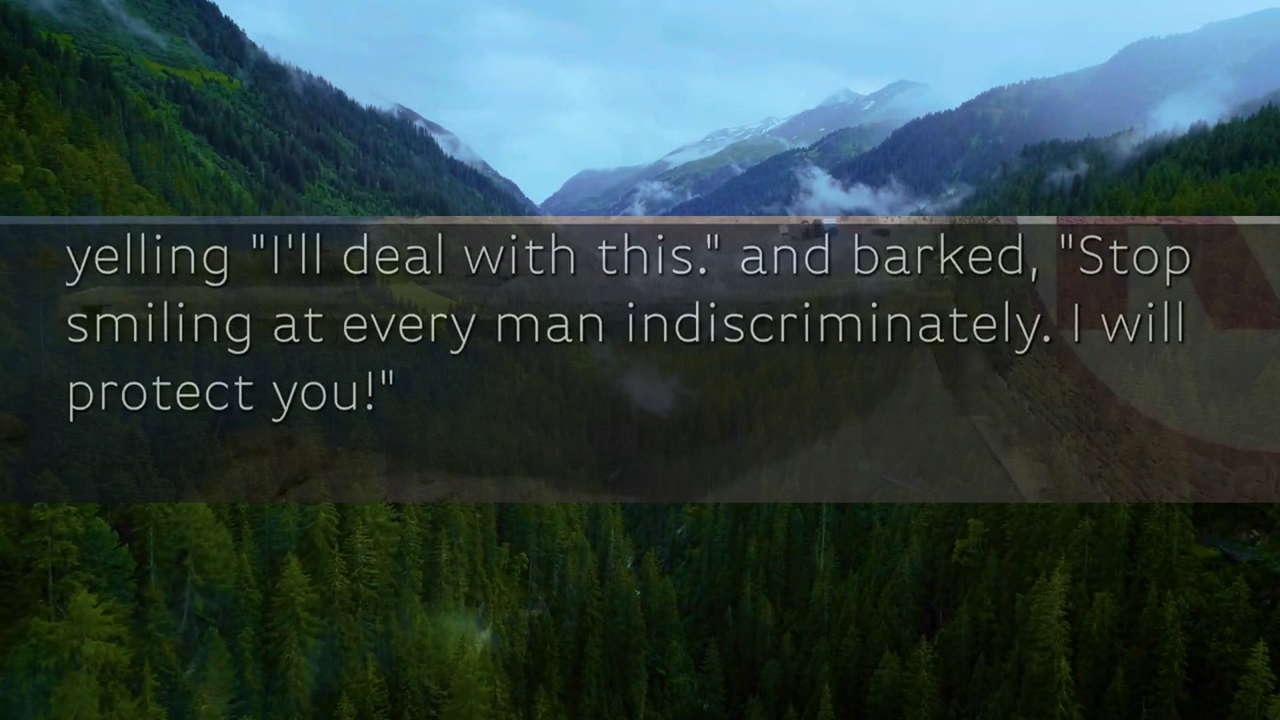 yelling "I'll deal with this." and barked, "Stop
smiling at every man indiscriminately. I will
protect you!"